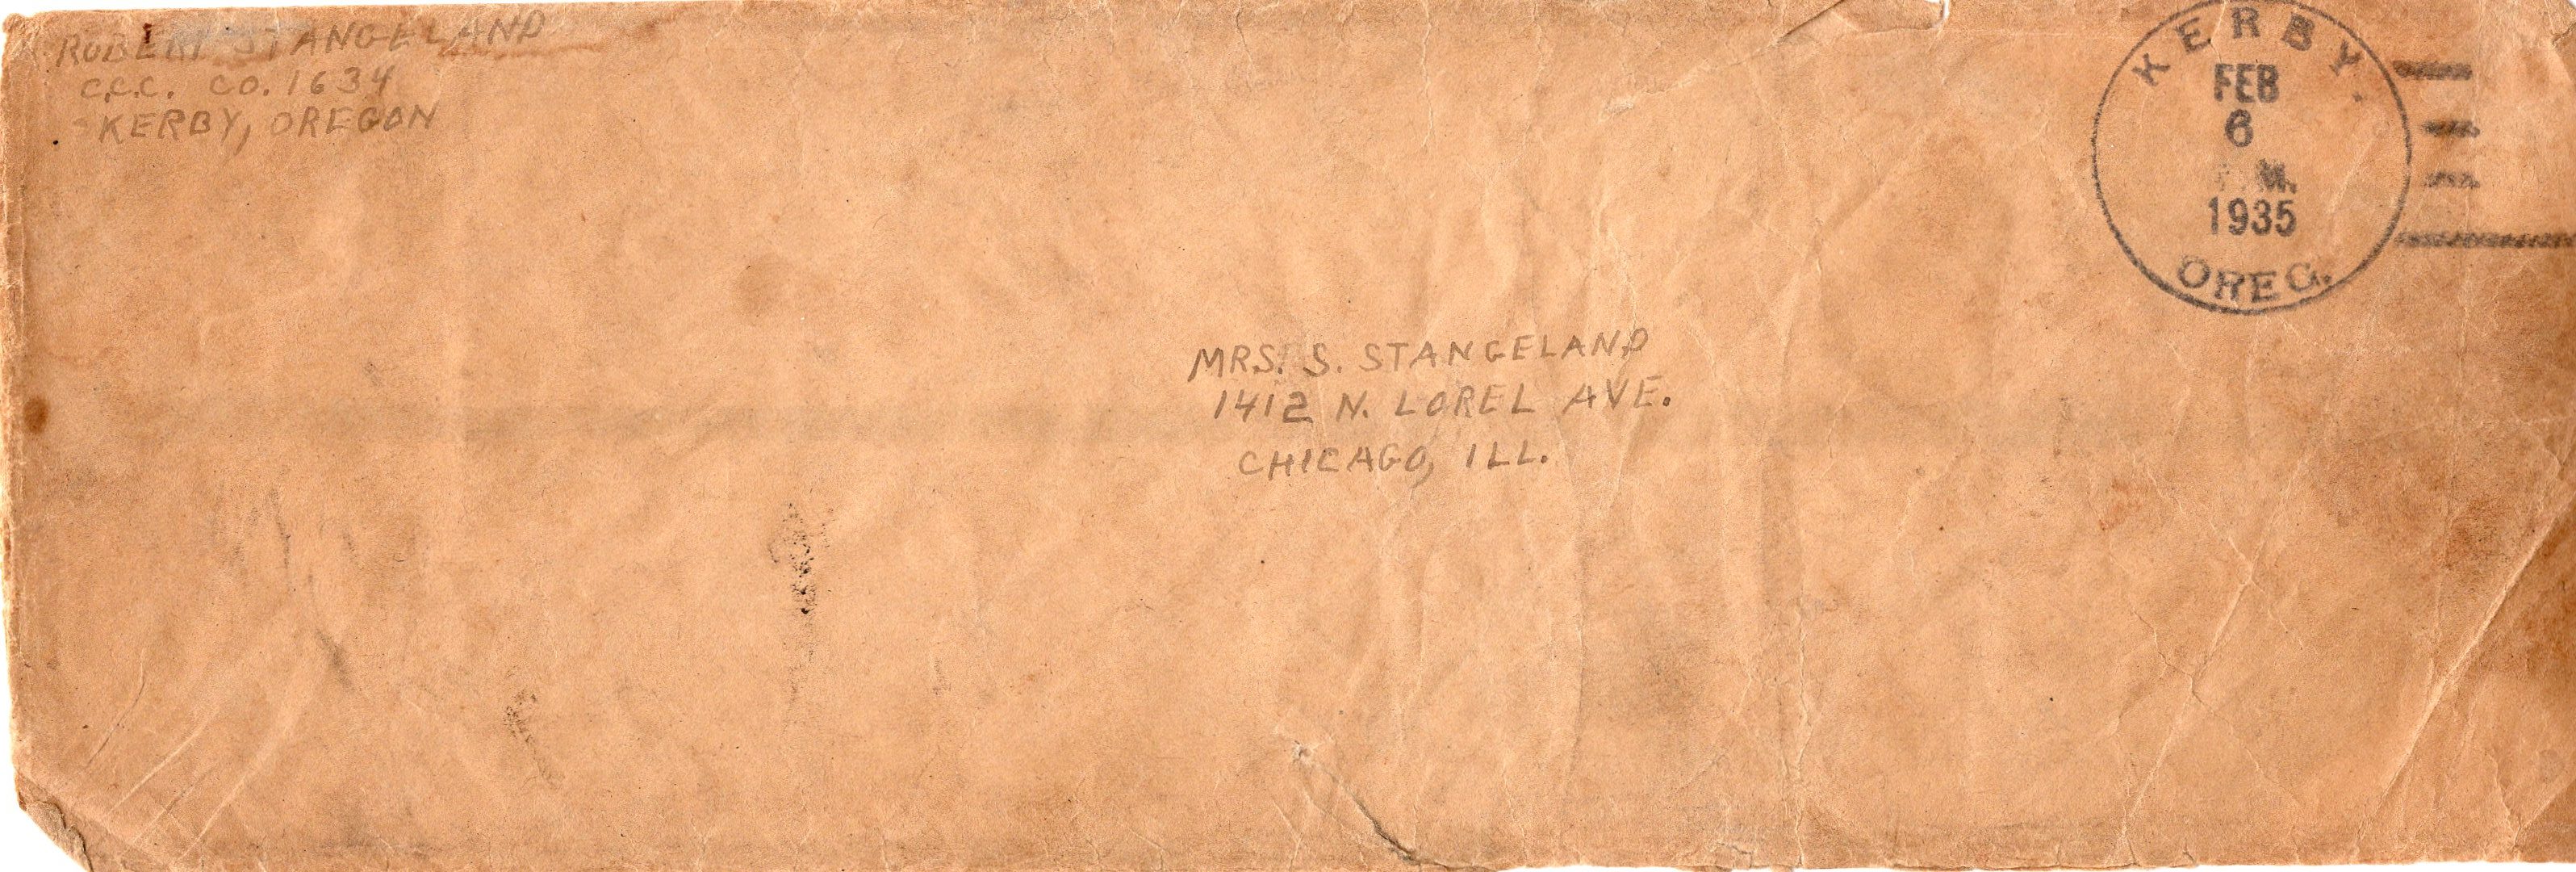 ROBERT STANGELAND
C.C.C. CO. 1634
KERBY, OREGON
KERBY.
FEB
6
M.
1935
OREG.
MRS. S. STANGELAND
1412 N. LOREL AVE.
CHICAGO, ILL.